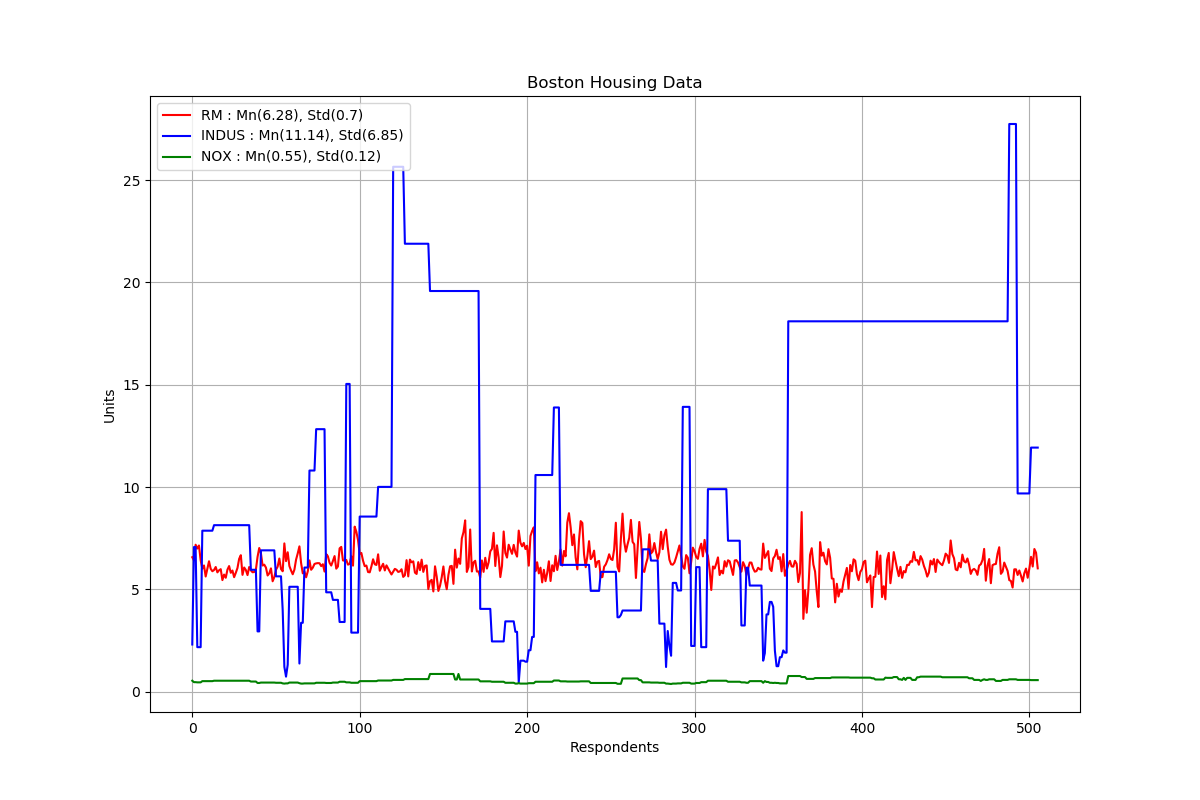 Boston Housing Data
RM : Mn(6.28), Std(0.7)
INDUS : Mn(11.14), Std(6.85)
NOX : Mn(0.55), Std(0.12)
25
20
15
10
5
0
Units
0 100 200 300 400 500
Respondents